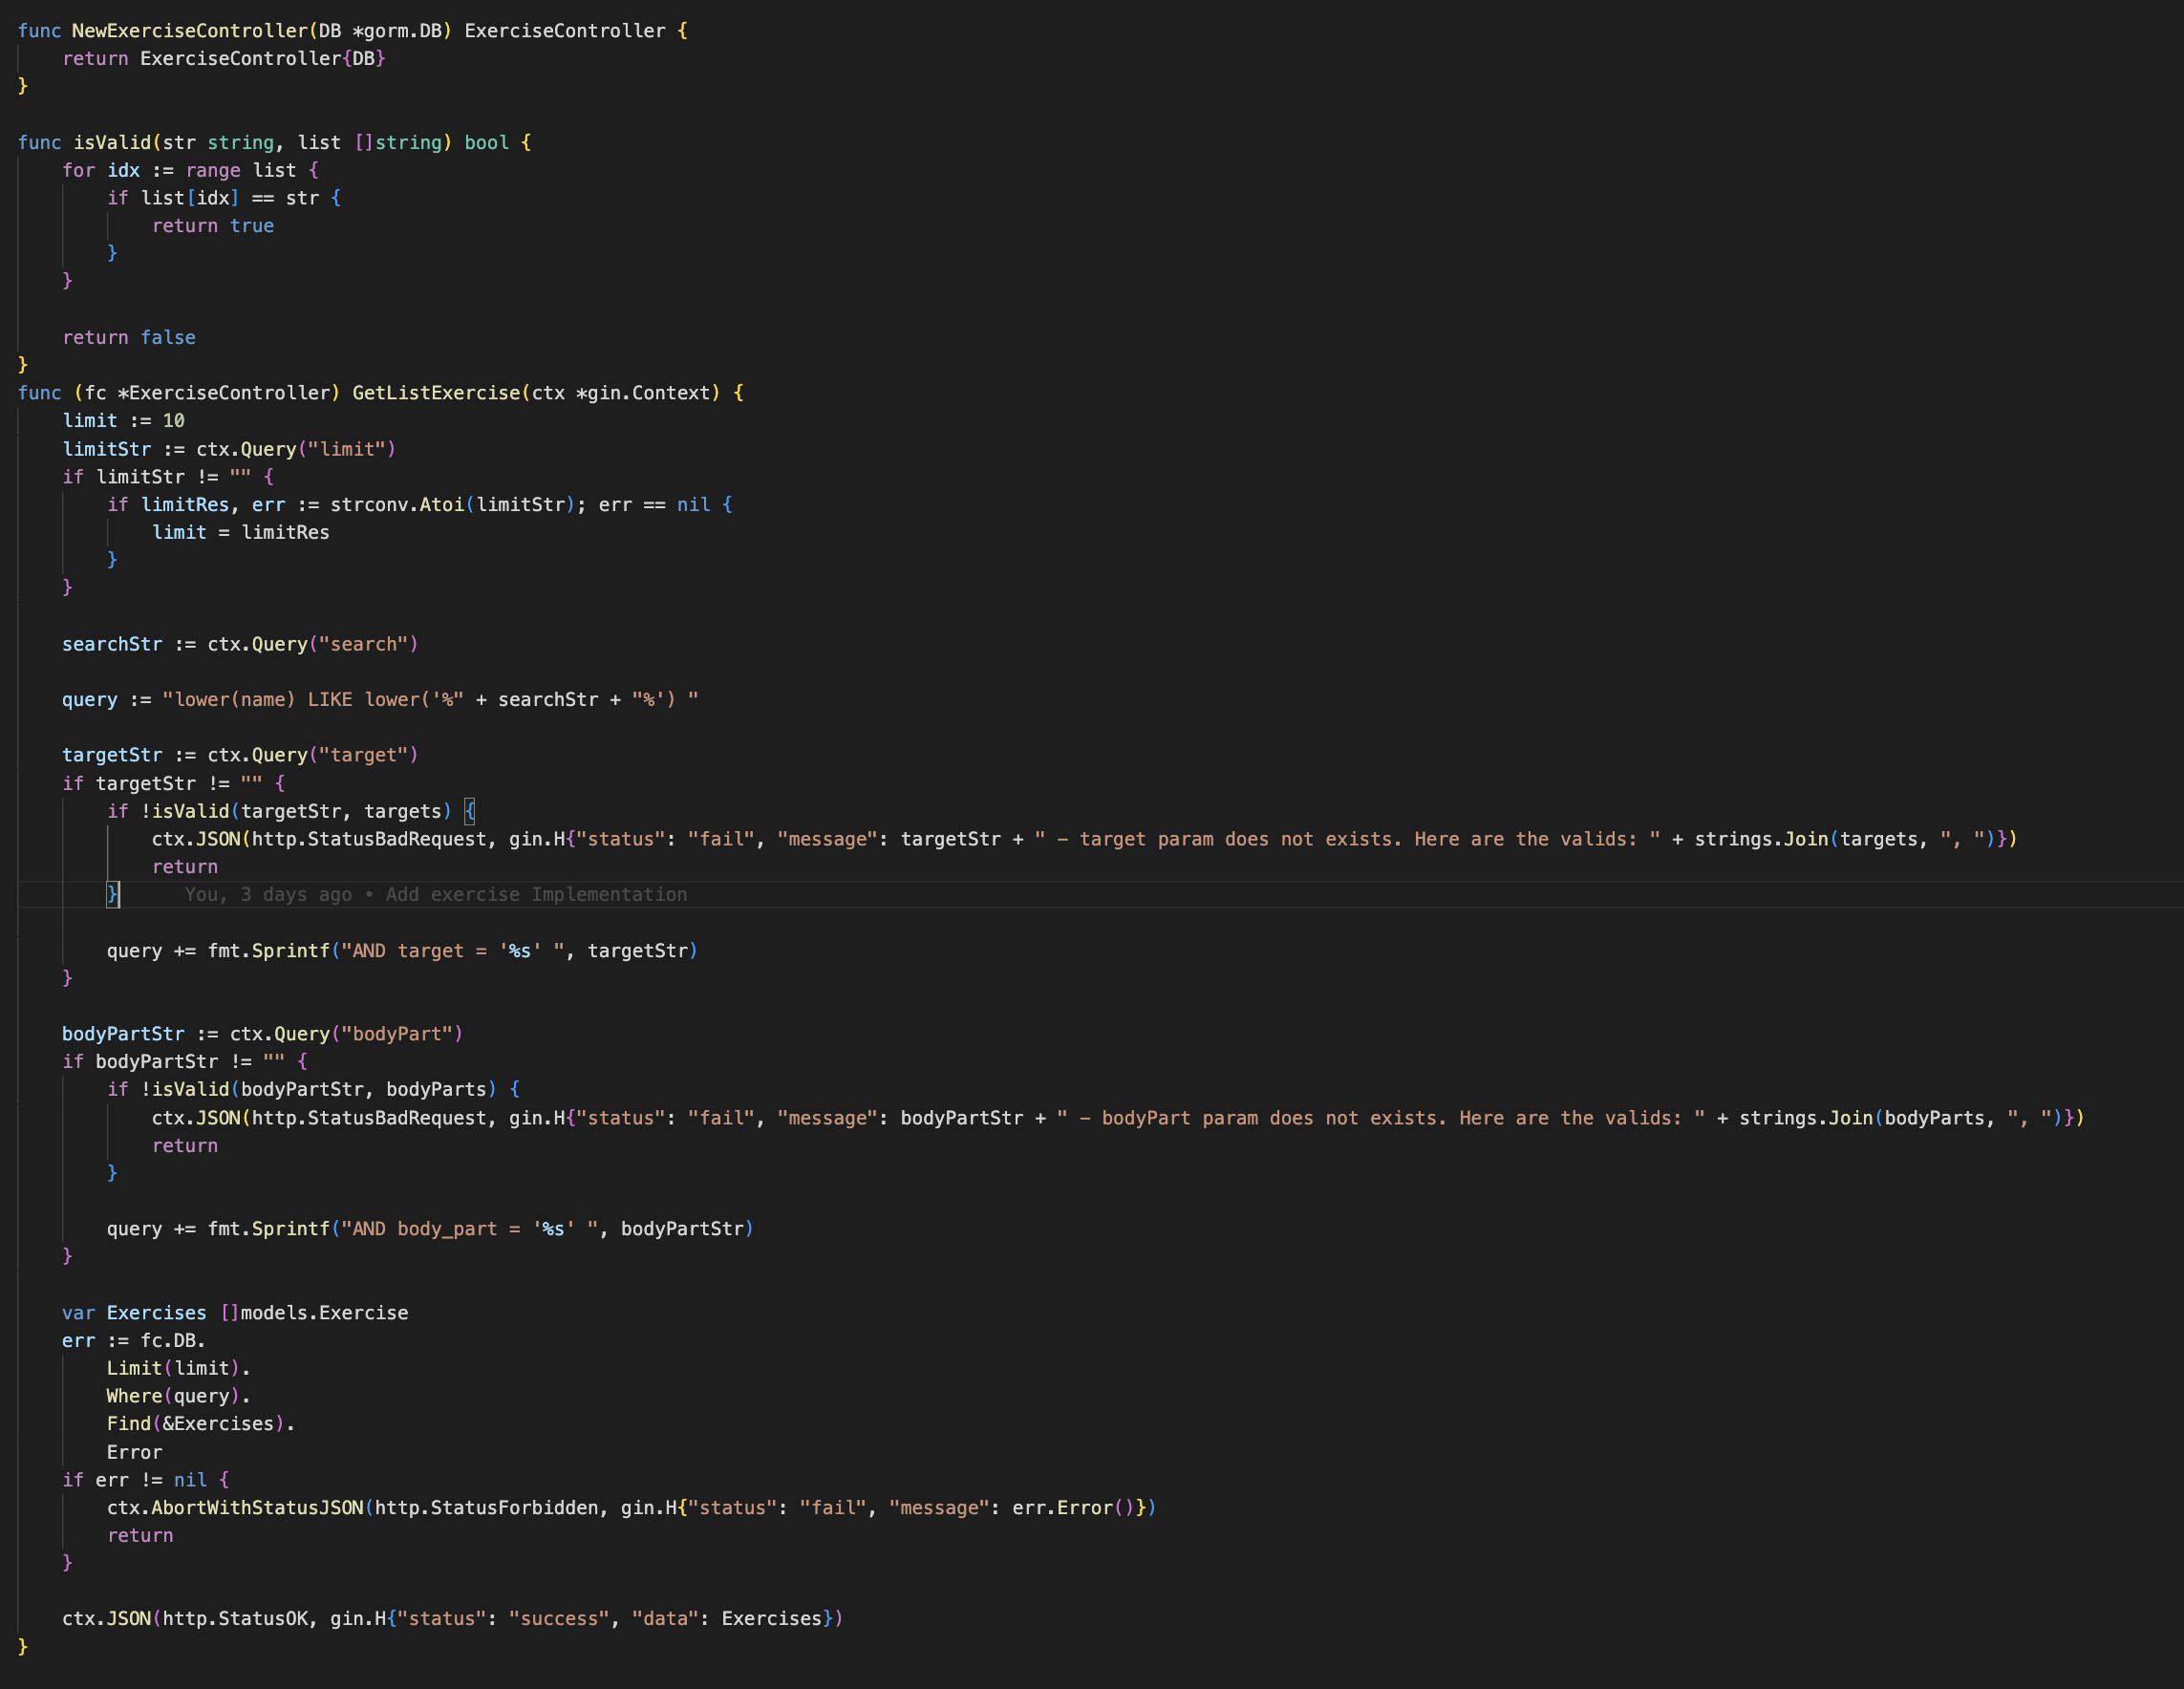 func NewExerciseController(DB *gorm.DB) ExerciseController {
    return ExerciseController{DB}
}

func isValid(str string, list []string) bool {
    for idx := range list {
        if list[idx] == str {
            return true
        }
    }

    return false
}
func (fc *ExerciseController) GetListExercise(ctx *gin.Context) {
    limit := 10
    limitStr := ctx.Query("limit")
    if limitStr != "" {
        if limitRes, err := strconv.Atoi(limitStr); err == nil {
            limit = limitRes
        }
    }

    searchStr := ctx.Query("search")

    query := "lower(name) LIKE lower('%" + searchStr + "%') "

    targetStr := ctx.Query("target")
    if targetStr != "" {
        if !isValid(targetStr, targets) {
            ctx.JSON(http.StatusBadRequest, gin.H{"status": "fail", "message": targetStr + " - target param does not exists. Here are the valids: " + strings.Join(targets, ", ")})
            return
        }      You, 3 days ago • Add exercise Implementation

        query += fmt.Sprintf("AND target = '%s' ", targetStr)
    }

    bodyPartStr := ctx.Query("bodyPart")
    if bodyPartStr != "" {
        if !isValid(bodyPartStr, bodyParts) {
            ctx.JSON(http.StatusBadRequest, gin.H{"status": "fail", "message": bodyPartStr + " - bodyPart param does not exists. Here are the valids: " + strings.Join(bodyParts, ", ")})
            return
        }

        query += fmt.Sprintf("AND body_part = '%s' ", bodyPartStr)
    }

    var Exercises []models.Exercise
    err := fc.DB.
        Limit(limit).
        Where(query).
        Find(&Exercises).
        Error
    if err != nil {
        ctx.AbortWithStatusJSON(http.StatusForbidden, gin.H{"status": "fail", "message": err.Error()})
        return
    }

    ctx.JSON(http.StatusOK, gin.H{"status": "success", "data": Exercises})
}